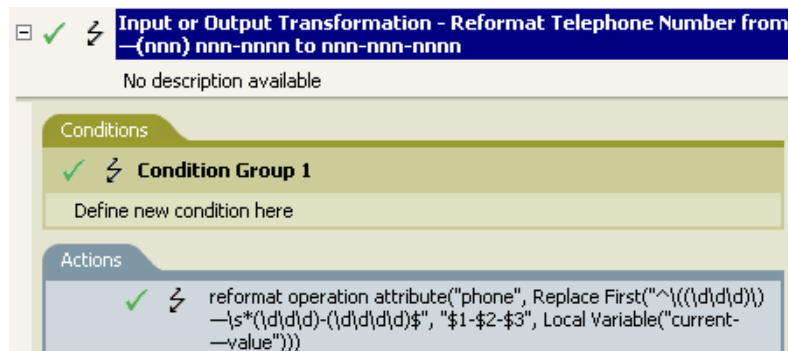 Input or Output Transformation - Reformat Telephone Number from
—(nnn) nnn-nnnn to nnn-nnn-nnnn
No description available
Conditions
Condition Group 1
Define new condition here
Actions
reformat operation attribute("phone", Replace First("^\((\d\d\d)\)
—\s*(\d\d\d)-(\d\d\d\d)$", "$1-$2-$3", Local Variable("current-
—value")))